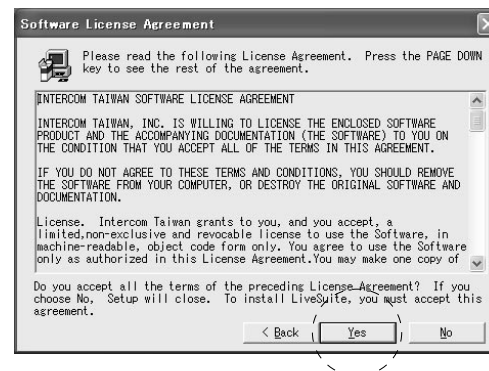 Software License Agreement
Please read the following License Agreement. Press the PAGE DOWN
key to see the rest of the agreement.
INTERCOM TAIWAN SOFTWARE LICENSE AGREEMENT
INTERCOM TAIWAN, INC. IS WILLING TO LICENSE THE ENCLOSED SOFTWARE
PRODUCT AND THE ACCOMPANYING DOCUMENTATION (THE SOFTWARE) TO YOU ON
THE CONDITION THAT YOU ACCEPT ALL OF THE TERMS IN THIS AGREEMENT.
IF YOU DO NOT AGREE TO THESE TERMS AND CONDITIONS, YOU SHOULD REMOVE
THE SOFTWARE FROM YOUR COMPUTER, OR DESTROY THE ORIGINAL SOFTWARE AND
DOCUMENTATION.
License. Intercom Taiwan grants to you, and you accept, a
limited,non-exclusive and revocable license to use the Software, in
machine-readable, object code form only. You agree to use the Software
only as authorized in this License Agreement.You may make one copy of
Do you accept all the terms of the preceding License Agreement? If you
choose No, Setup will close. To install LiveSuite, you must accept this
agreement.
< Back Yes No